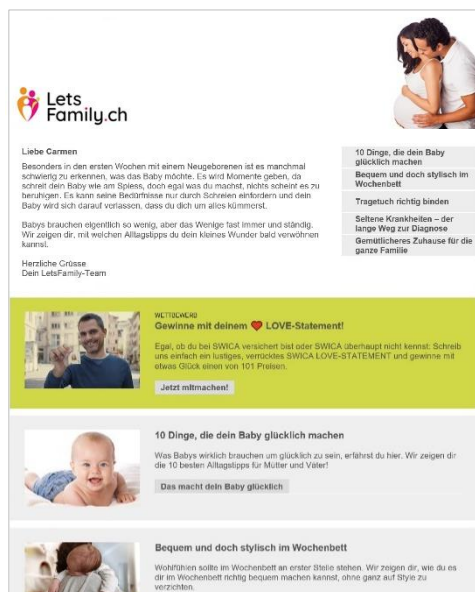 Lets
Family.ch
Liebe Carmen
Besonders in den ersten Wochen mit einem Neugeborenen ist es manchmal
schwierig zu erkennen, was das Baby möchte. Es wird Momente geben, da
schreit dein Baby wie am Spiess, doch egal was du machst, nichts scheint es zu
beruhigen. Es kann seine Bedürfnisse nur durch Schreien einfordern und dein
Baby wird sich darauf verlassen, dass du dich um alles kümmerst.
Babys brauchen eigentlich so wenig, aber das Wenige fast immer und ständig.
Wir zeigen dir, mit welchen Alltagstipps du dein kleines Wunder bald verwöhnen
kannst.
Herzliche Grüsse
Dein LetsFamily-Team
10 Dinge, die dein Baby
glücklich machen
Bequem und doch stylisch im
Wochenbett
Tragetuch richtig binden
Seltene Krankheiten – der
lange Weg zur Diagnose
Gemütlicheres Zuhause für die
ganze Familie
WETTBEWERB
Gewinne mit deinem ❤ LOVE-Statement!
Egal, ob du bei SWICA versichert bist oder SWICA überhaupt nicht kennst: Schreib
uns einfach ein lustiges, verrücktes SWICA LOVE-STATEMENT und gewinne mit
etwas Glück einen von 101 Preisen.
Jetzt mitmachen!
10 Dinge, die dein Baby glücklich machen
Was Babys wirklich brauchen um glücklich zu sein, erfährst du hier. Wir zeigen dir
die 10 besten Alltagstipps für Mütter und Väter!
Das macht dein Baby glücklich
Bequem und doch stylisch im Wochenbett
Wohlfühlen sollte im Wochenbett an erster Stelle stehen. Wir zeigen dir, wie du es
dir im Wochenbett richtig bequem machen kannst, ohne ganz auf Style zu
verzichten.